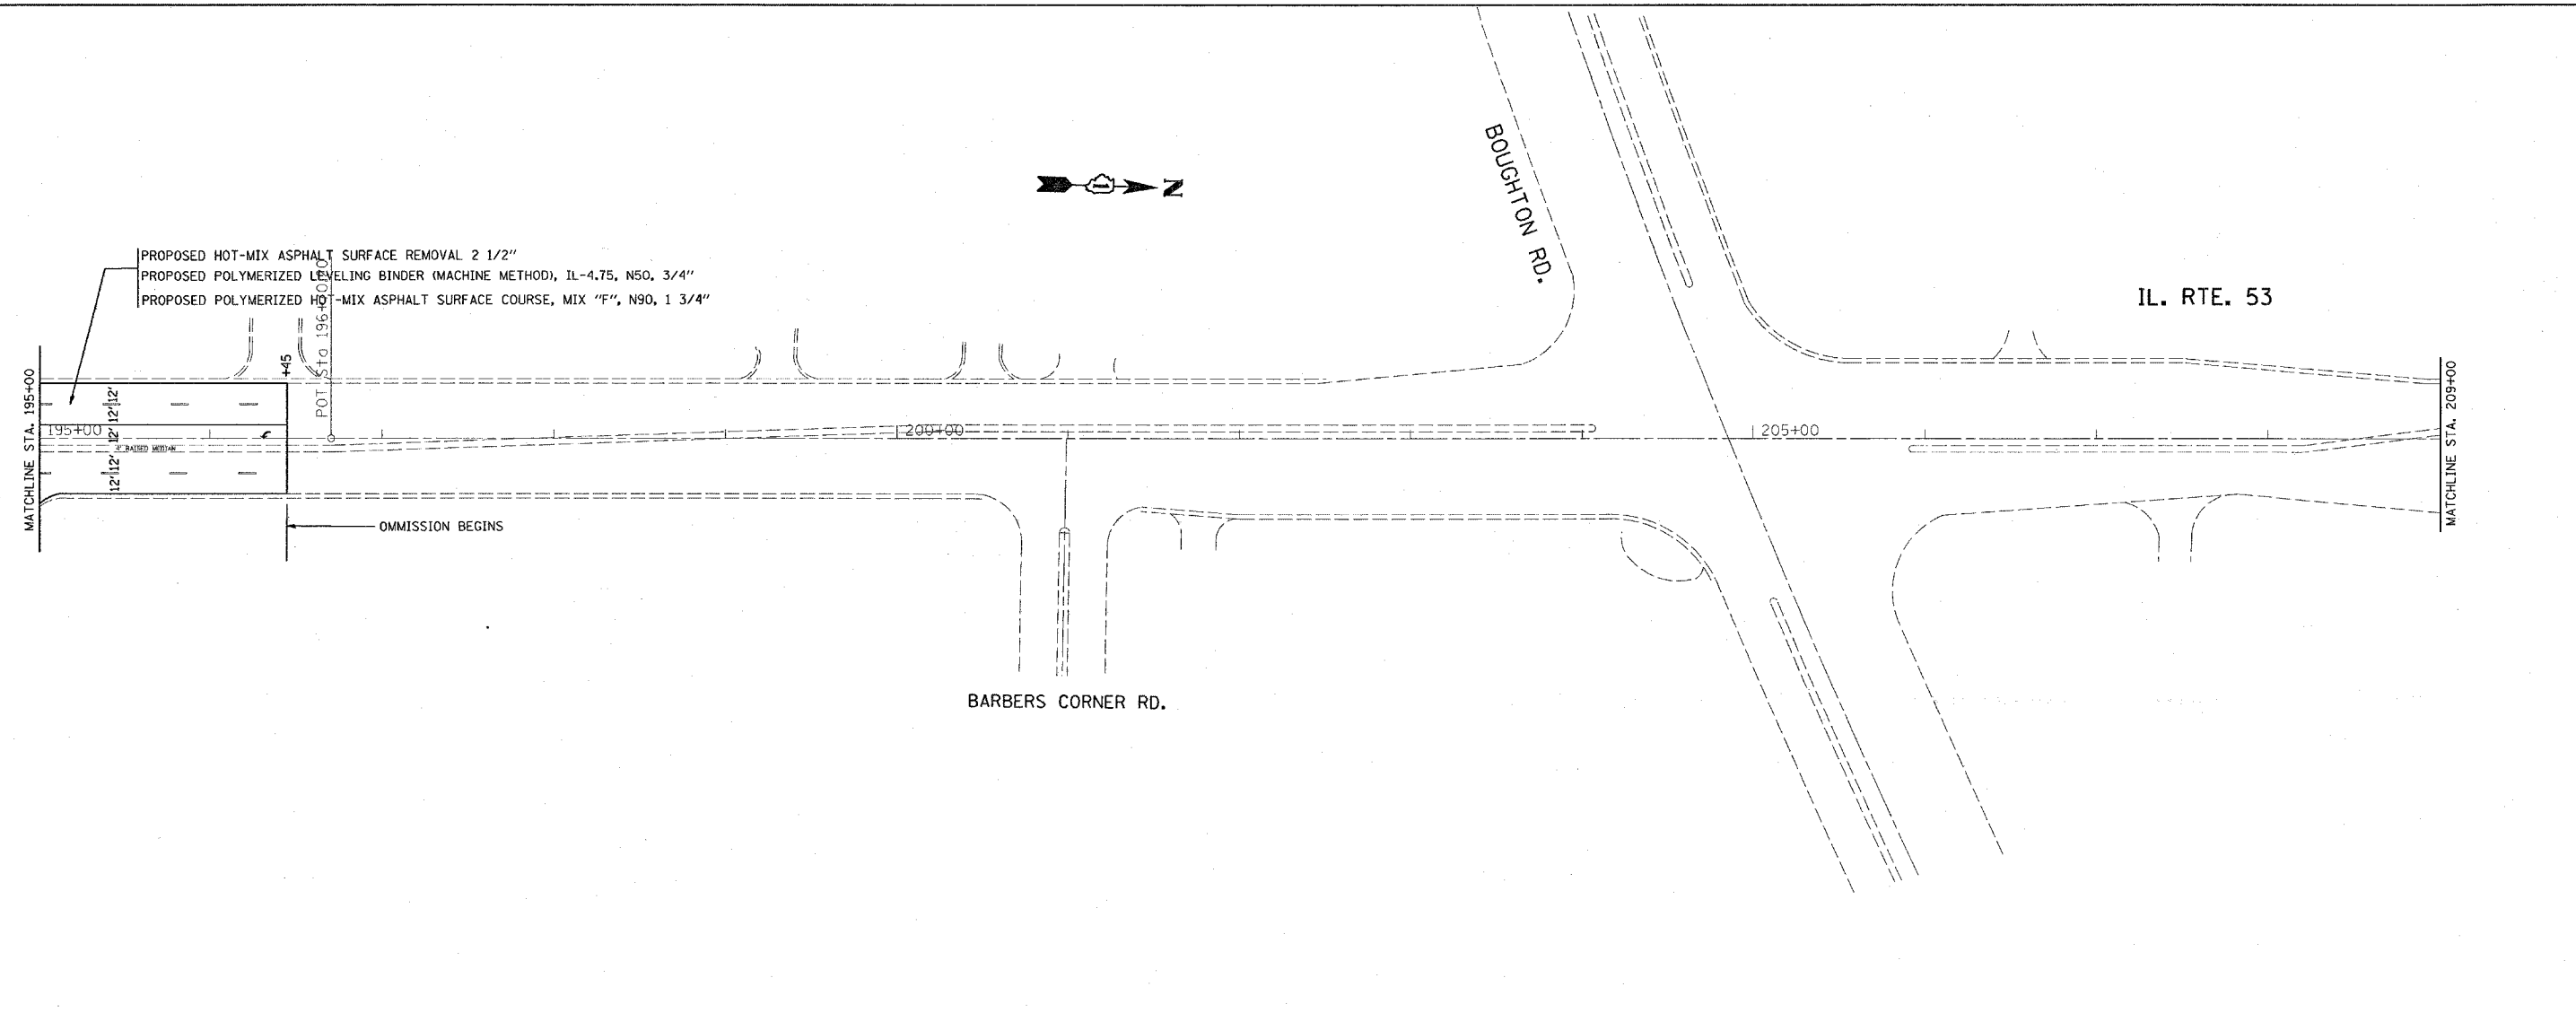 BOUGHTON RD.
N
PROPOSED HOT-MIX ASPHALT SURFACE REMOVAL 2 1/2"
PROPOSED POLYMERIZED LEVELING BINDER (MACHINE METHOD), IL-4.75, N50, 3/4"
PROPOSED POLYMERIZED HOT-MIX ASPHALT SURFACE COURSE, MIX "F", N90, 1 3/4"
IL. RTE. 53
+45
POT Sta 196+
MATCHLINE STA. 195+00
12'
12'
12'
12'
12'
195+00
RAISED MEDIAN
200+00
205+00
MATCHLINE STA. 209+00
OMMISSION BEGINS
BARBERS CORNER RD.